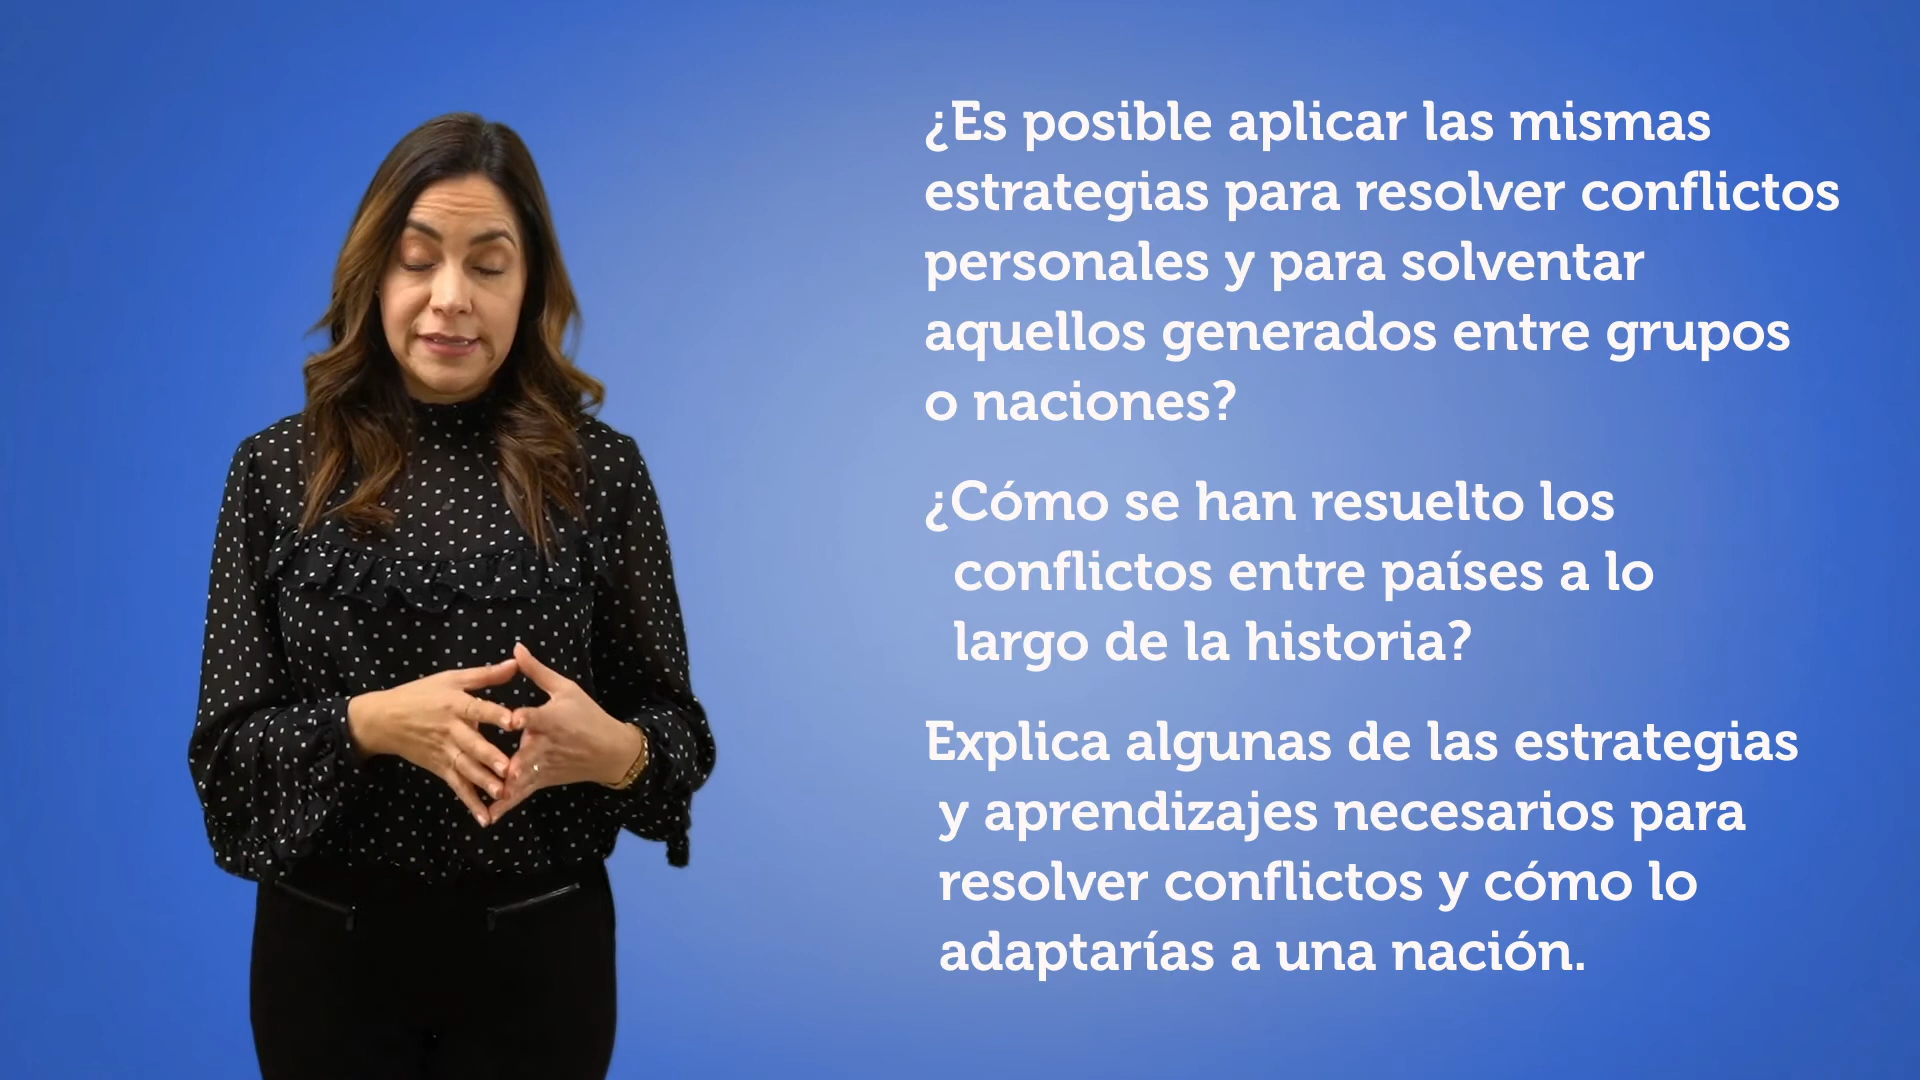 ¿Es posible aplicar las mismas
estrategias para resolver conflictos
personales y para solventar
aquellos generados entre grupos
o naciones?
¿Cómo se han resuelto los
conflictos entre países a lo
largo de la historia?
Explica algunas de las estrategias
y aprendizajes necesarios para
resolver conflictos y cómo lo
adaptarías a una nación.